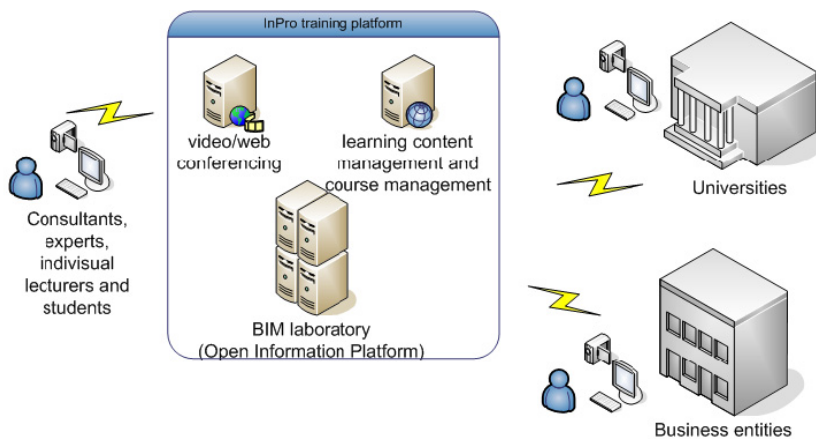 InPro training platform
video/web
conferencing
learning content
management and
course management
BIM laboratory
(Open Information Platform)
Consultants,
experts,
indivisual
lecturers and
students
Universities
Business entities